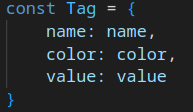 const Tag = {
    name: name,
    color: color,
    value: value
}